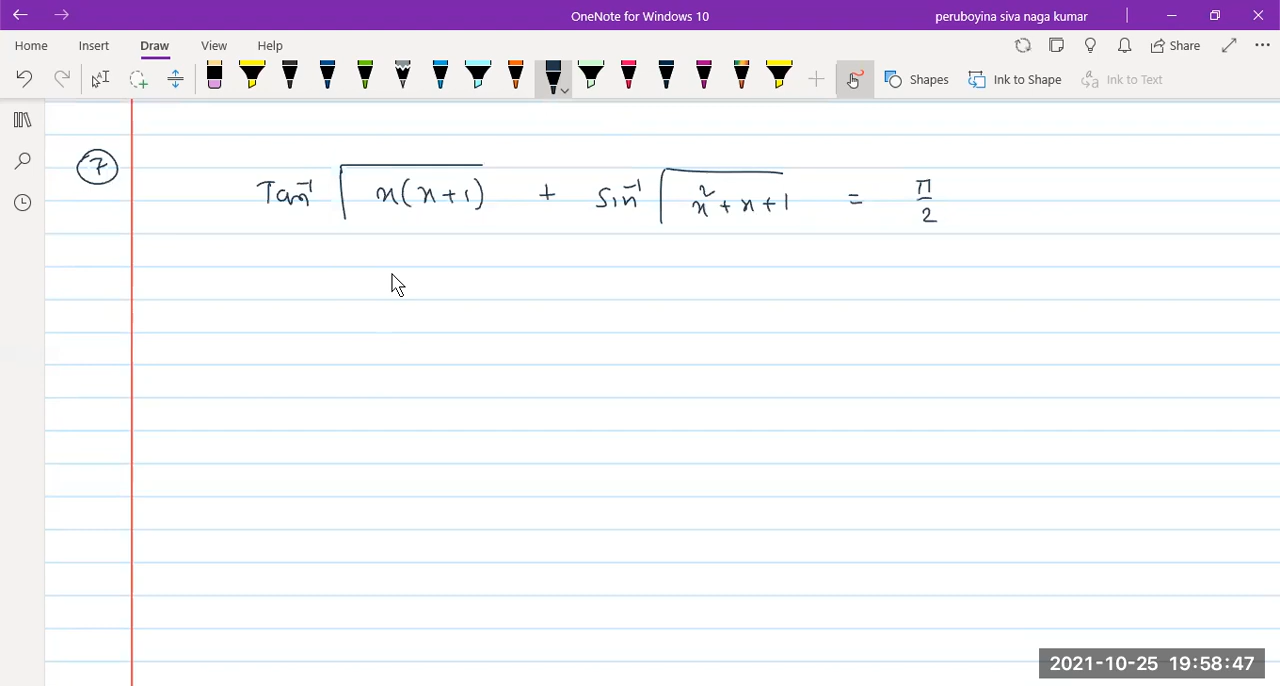 OneNote for Windows 10
peruboyina siva naga kumar
Home Insert Draw View Help
Share
Shapes Ink to Shape Ink to Text
7
Tan⁻¹ √x(x+1) + Sin⁻¹ √x²+x+1 = π/2
2021-10-25 19:58:47